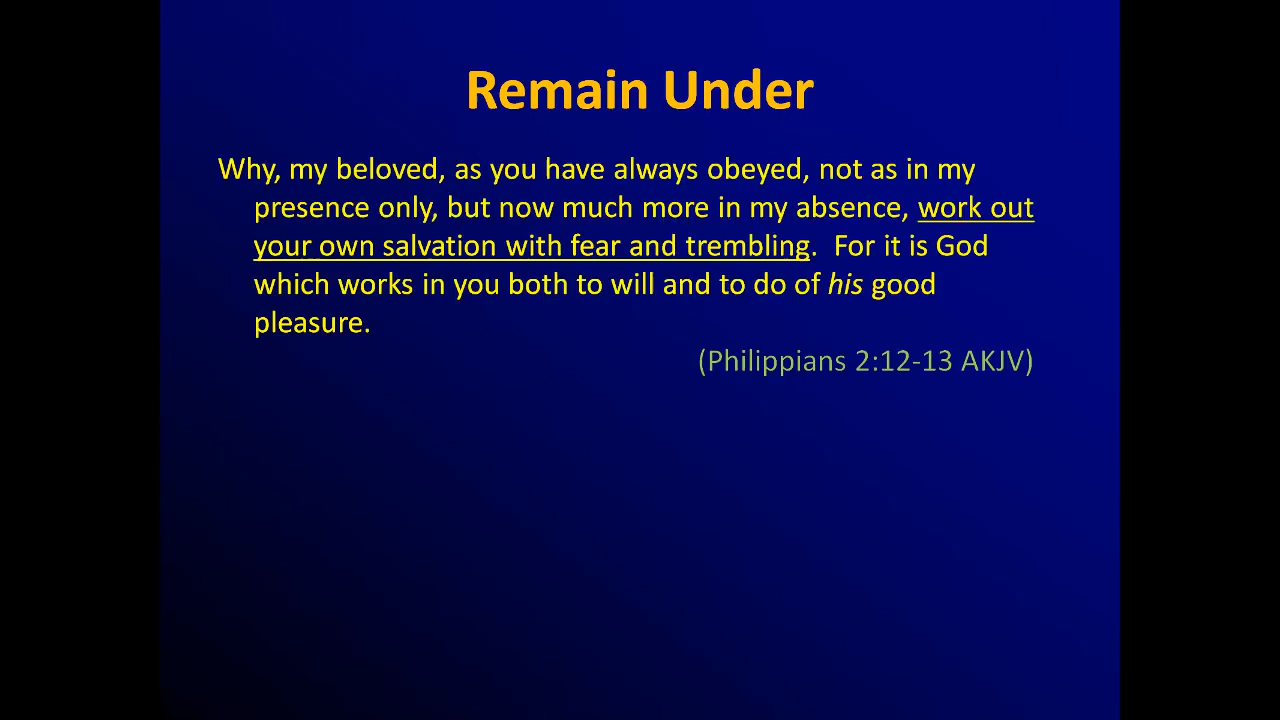 Remain Under
Why, my beloved, as you have always obeyed, not as in my
presence only, but now much more in my absence, work out
your own salvation with fear and trembling.  For it is God
which works in you both to will and to do of his good
pleasure.
(Philippians 2:12-13 AKJV)